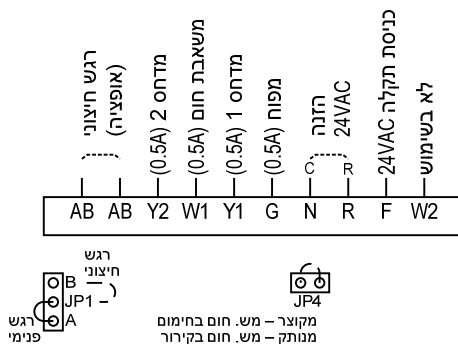 רגש חיצוני
(אופציה)
מדחס 2 (0.5A)
משאבת חום (0.5A)
מדחס 1 (0.5A)
מפוח (0.5A)
הזנה
24VAC
כניסת תקלה 24VAC
לא בשימוש
C R
AB AB Y2 W1 Y1 G N R F W2
רגש
חיצוני
B
JP1
A
רגש
פנימי
JP4
מקוצר – מש. חום בחימום
מנותק – מש. חום בקירור